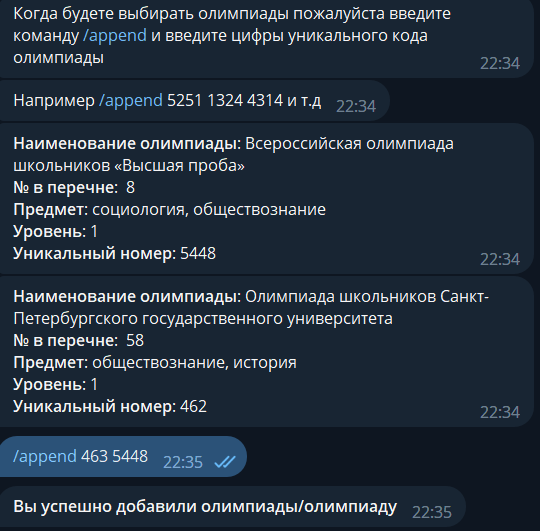 Когда будете выбирать олимпиады пожалуйста введите
команду /append и введите цифры уникального кода
олимпиады
22:34
Например /append 5251 1324 4314 и т.д 22:34
Наименование олимпиады: Всероссийская олимпиада
школьников «Высшая проба»
№ в перечне: 8
Предмет: социология, обществознание
Уровень: 1
Уникальный номер: 5448
22:34
Наименование олимпиады: Олимпиада школьников Санкт-
Петербургского государственного университета
№ в перечне: 58
Предмет: обществознание, история
Уровень: 1
Уникальный номер: 462
22:34
/append 463 5448 22:35
Вы успешно добавили олимпиады/олимпиаду 22:35